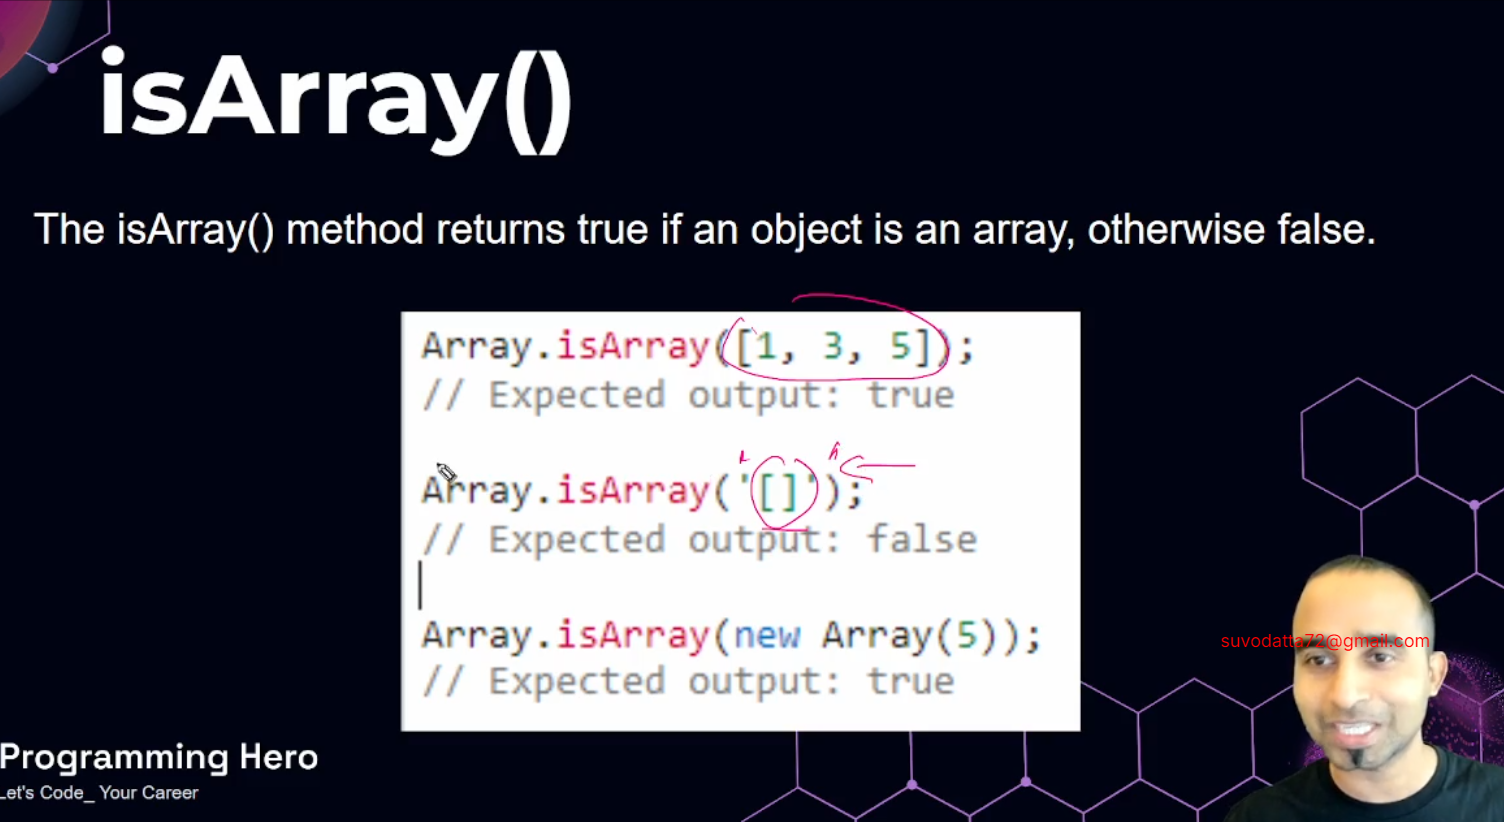 isArray()
The isArray() method returns true if an object is an array, otherwise false.
Array.isArray([1, 3, 5]);
// Expected output: true
Array.isArray('[]');
// Expected output: false
Array.isArray(new Array(5));
// Expected output: true
suvodatta72@gmail.com
Programming Hero
Let's Code_ Your Career